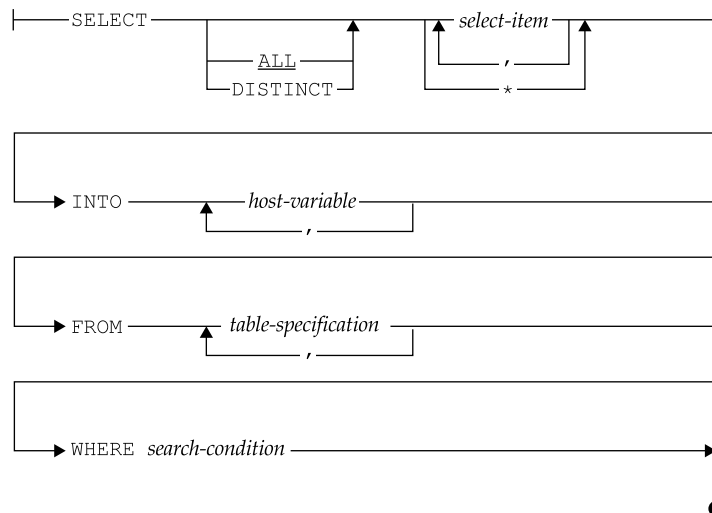 SELECT select-item
ALL ,
DISTINCT *
INTO host-variable
,
FROM table-specification
,
WHERE search-condition